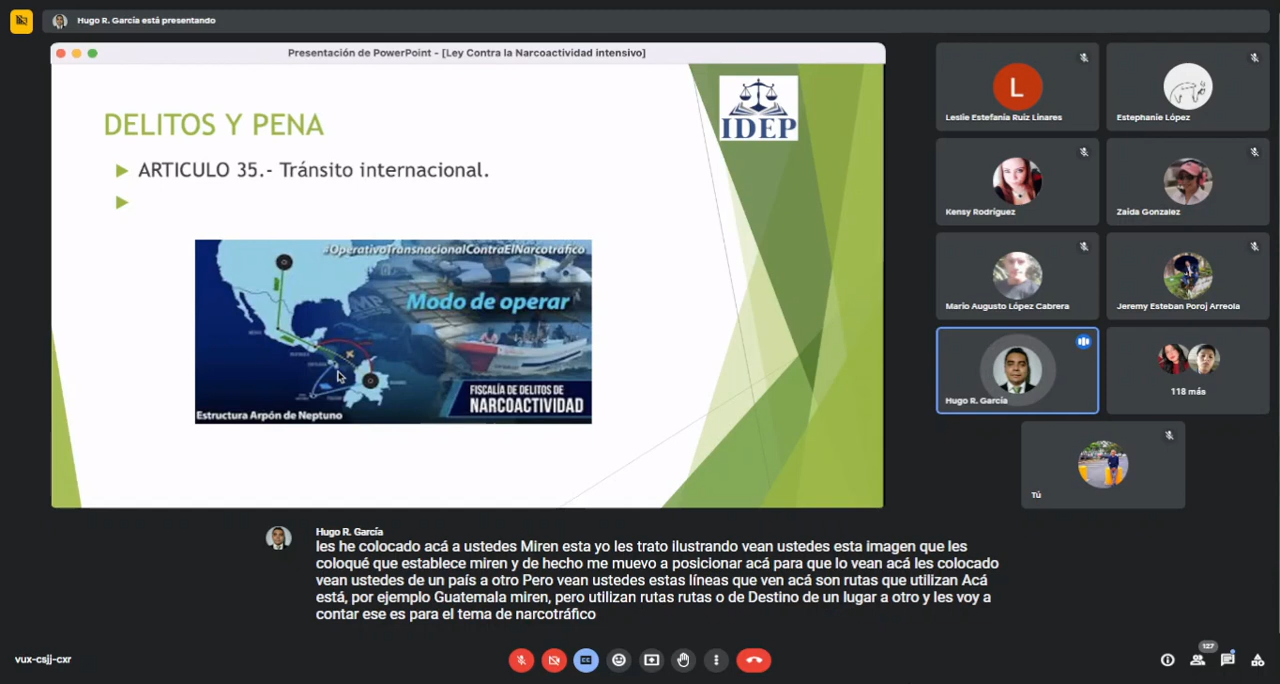 Hugo R. García está presentando
Presentación de PowerPoint - [Ley Contra la Narcoactividad intensivo]
DELITOS Y PENA
IDEP
ARTICULO 35.- Tránsito internacional.
#OperativoTransnacionalContraElNarcotráfico
MP
Modo de operar
FISCALÍA DE DELITOS DE
NARCOACTIVIDAD
Estructura Arpón de Neptuno
L
Leslie Estefanía Ruíz Linares
Estephanie López
Kensy Rodríguez
Zaida Gonzalez
Mario Augusto López Cabrera
Jeremy Esteban Poroj Arreola
Hugo R. García
118 más
Tú
Hugo R. García
les he colocado acá a ustedes Miren esta yo les trato ilustrando vean ustedes esta imagen que les
coloqué que establece miren y de hecho me muevo a posicionar acá para que lo vean acá les colocado
vean ustedes de un país a otro Pero vean ustedes estas líneas que ven acá son rutas que utilizan Acá
está, por ejemplo Guatemala miren, pero utilizan rutas rutas o de Destino de un lugar a otro y les voy a
contar ese es para el tema de narcotráfico
vux-csjj-cxr
CC
127